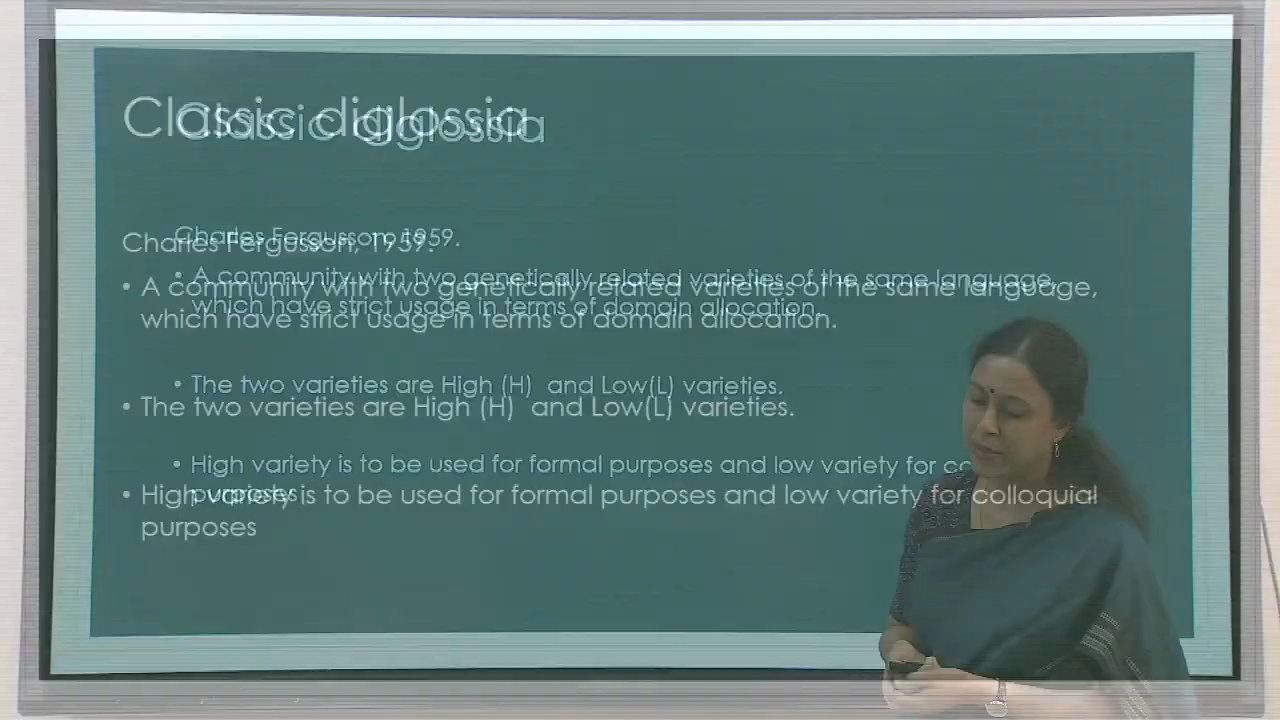 Classic diglossia
Charles Fergusson, 1959.
• A community with two genetically related varieties of the same language,
which have strict usage in terms of domain allocation.
• The two varieties are High (H) and Low(L) varieties.
• High variety is to be used for formal purposes and low variety for colloquial
purposes